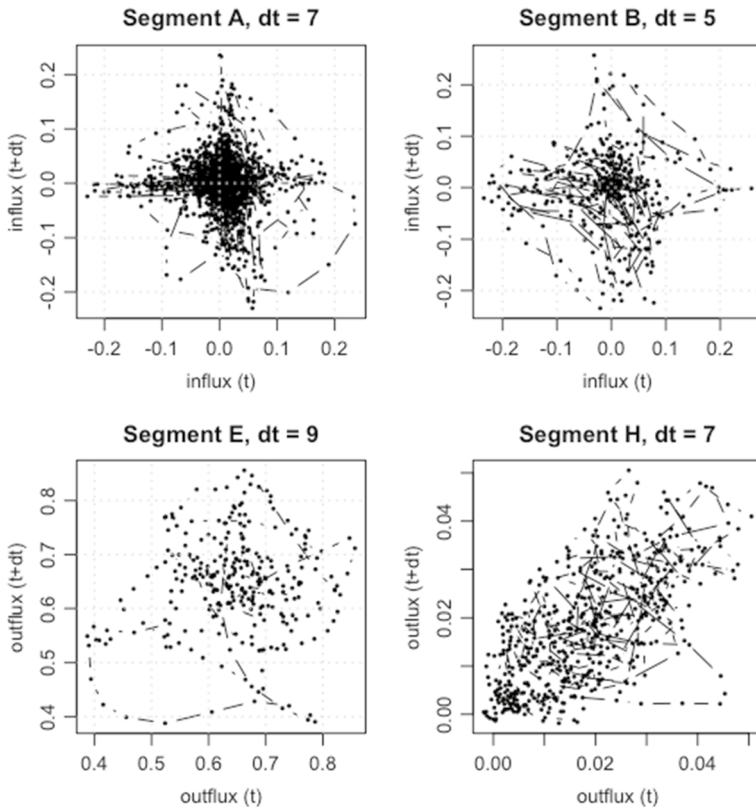 Segment A, dt = 7
Segment B, dt = 5
influx (t+dt)
0.2
0.1
0.0
-0.1
-0.2
-0.2 -0.1 0.0 0.1 0.2
influx (t)
influx (t+dt)
0.2
0.1
0.0
-0.1
-0.2
-0.2 -0.1 0.0 0.1 0.2
influx (t)
Segment E, dt = 9
Segment H, dt = 7
outflux (t+dt)
0.8
0.7
0.6
0.5
0.4
0.4 0.5 0.6 0.7 0.8
outflux (t)
outlux (t+dt)
0.04
0.02
0.00
0.00 0.02 0.04
outflux (t)